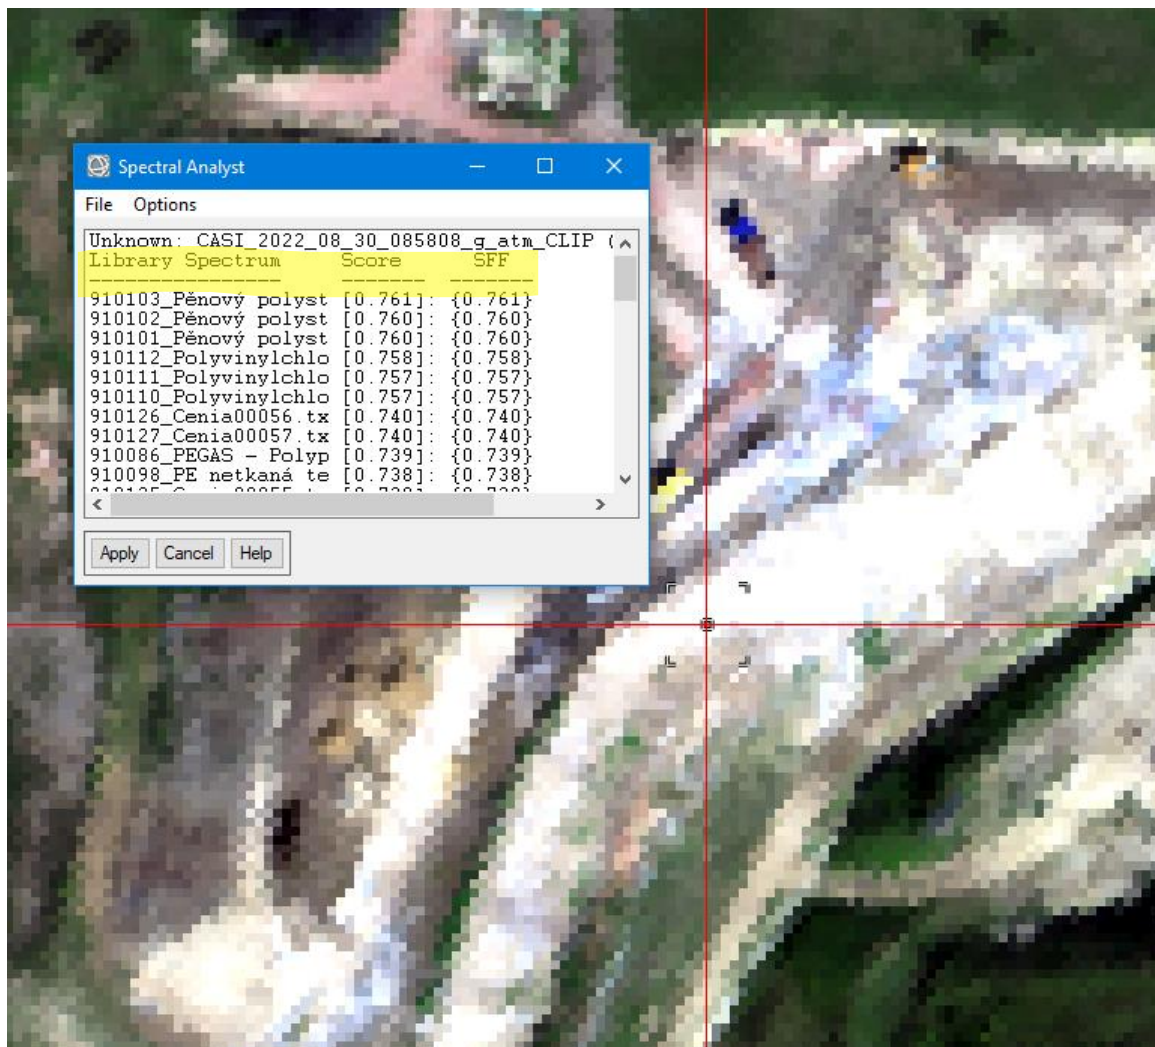 Spectral Analyst
File Options
Unknown: CASI_2022_08_30_085808_g_atm_CLIP (
Library Spectrum Score SFF
910103_Pěnový polyst [0.761]: {0.761}
910102_Pěnový polyst [0.760]: {0.760}
910101_Pěnový polyst [0.760]: {0.760}
910112_Polyvinylchlo [0.758]: {0.758}
910111_Polyvinylchlo [0.757]: {0.757}
910110_Polyvinylchlo [0.757]: {0.757}
910126_Cenia00056.tx [0.740]: {0.740}
910127_Cenia00057.tx [0.740]: {0.740}
910086_PEGAS - Polyp [0.739]: {0.739}
910098_PE netkaná te [0.738]: {0.738}
Apply Cancel Help